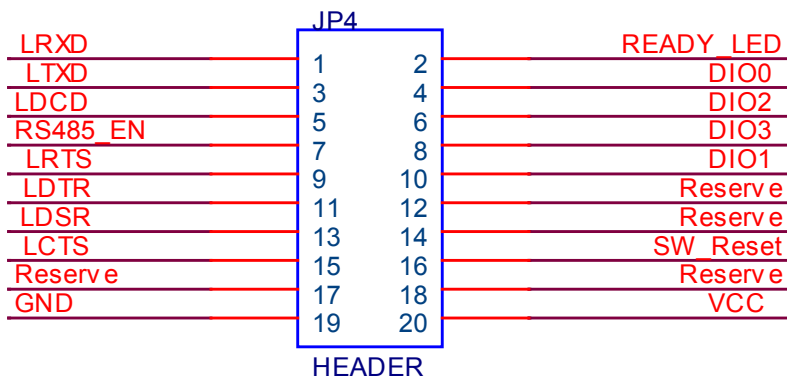 JP4
LRXD 1 2 READY_LED
LTXD 3 4 DIO0
LDCD 5 6 DIO2
RS485_EN 7 8 DIO3
LRTS 9 10 DIO1
LDTR 11 12 Reserve
LDSR 13 14 Reserve
LCTS 15 16 SW_Reset
Reserve 17 18 Reserve
GND 19 20 VCC
HEADER